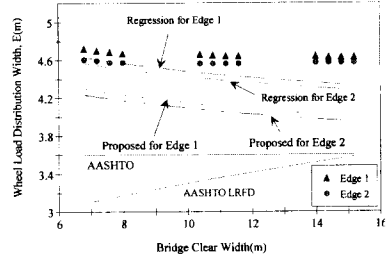 Regression for Edge 1
Regression for Edge 2
Proposed for Edge 1
Proposed for Edge 2
AASHTO
AASHTO LRFD
Edge 1
Edge 2
Wheel Load Distribution Width, E(m)
5
4.6
4.2
3.8
3.4
3
6 8 10 12 14 16
Bridge Clear Width(m)